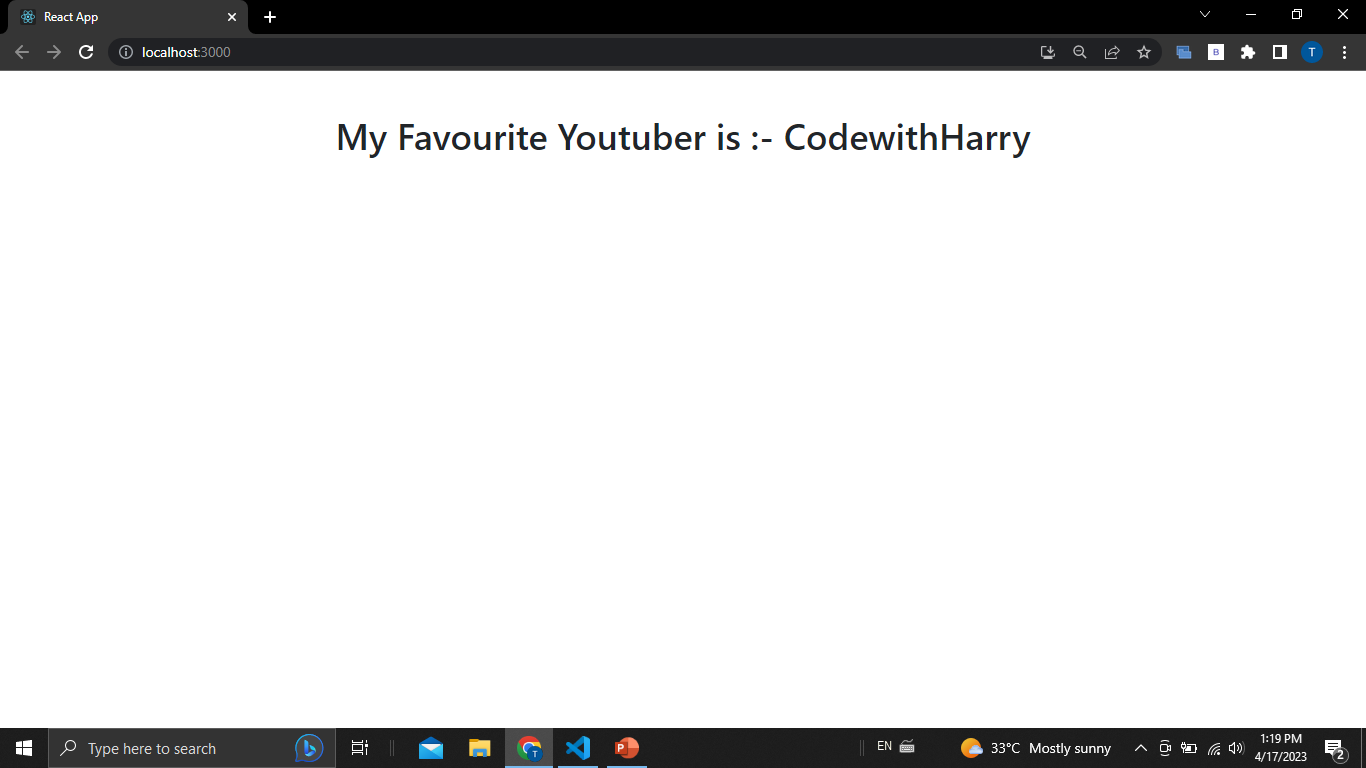 React App
localhost:3000
B
T
My Favourite Youtuber is :- CodewithHarry
Type here to search
T
P
EN
33°C Mostly sunny
1:19 PM
4/17/2023
2